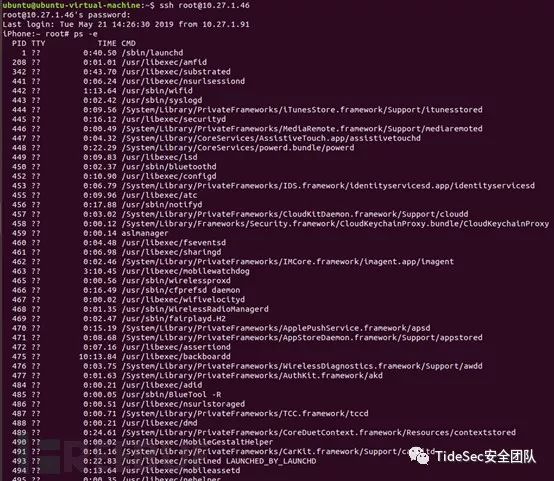 ubuntu@ubuntu-virtual-machine:~$ ssh root@10.27.1.46
root@10.27.1.46's password:
Last login: Tue May 21 14:26:30 2019 from 10.27.1.91
iPhone:~ root# ps -e
PID TTY TIME CMD
1 ?? 0:40.50 /sbin/launchd
208 ?? 0:01.01 /usr/libexec/amfid
342 ?? 0:43.70 /usr/libexec/substrated
441 ?? 0:06.24 /usr/libexec/nsurlsessiond
442 ?? 1:13.64 /usr/sbin/wifid
443 ?? 0:02.42 /usr/sbin/syslogd
444 ?? 0:09.56 /System/Library/PrivateFrameworks/iTunesStore.framework/Support/itunesstored
445 ?? 0:16.12 /usr/libexec/securityd
446 ?? 0:00.49 /System/Library/PrivateFrameworks/MediaRemote.framework/Support/mediaremoted
447 ?? 0:04.32 /System/Library/CoreServices/AssistiveTouch.app/assistivetouchd
448 ?? 0:22.29 /System/Library/CoreServices/powerd.bundle/powerd
449 ?? 0:09.83 /usr/libexec/lsd
450 ?? 0:02.37 /usr/sbin/bluetoothd
452 ?? 0:10.90 /usr/libexec/configd
453 ?? 0:06.79 /System/Library/PrivateFrameworks/IDS.framework/identityservicesd.app/identityservicesd
455 ?? 0:09.96 /usr/libexec/atc
456 ?? 0:17.88 /usr/sbin/notifyd
457 ?? 0:03.02 /System/Library/PrivateFrameworks/CloudKitDaemon.framework/Support/cloudd
458 ?? 0:00.12 /System/Library/Frameworks/Security.framework/CloudKeychainProxy.bundle/CloudKeychainProxy
459 ?? 0:00.14 aslmanager
460 ?? 0:04.48 /usr/libexec/fseventsd
461 ?? 0:06.98 /usr/libexec/sharingd
462 ?? 0:02.46 /System/Library/PrivateFrameworks/IMCore.framework/imagent.app/imagent
463 ?? 3:10.45 /usr/libexec/mobilewatchdog
465 ?? 0:00.56 /usr/sbin/wirelessproxd
466 ?? 0:16.49 /usr/sbin/cfprefsd daemon
467 ?? 0:00.02 /usr/libexec/wifivelocityd
468 ?? 0:01.35 /usr/sbin/WirelessRadioManagerd
469 ?? 0:02.47 /usr/sbin/fairplayd.H2
470 ?? 0:15.19 /System/Library/PrivateFrameworks/ApplePushService.framework/apsd
471 ?? 0:08.68 /System/Library/PrivateFrameworks/AppStoreDaemon.framework/Support/appstored
472 ?? 0:07.16 /usr/libexec/assertiond
475 ?? 10:13.84 /usr/libexec/backboardd
476 ?? 0:03.75 /System/Library/PrivateFrameworks/WirelessDiagnostics.framework/Support/awdd
477 ?? 0:01.63 /System/Library/PrivateFrameworks/AuthKit.framework/akd
484 ?? 0:00.21 /usr/libexec/adid
485 ?? 0:00.05 /usr/sbin/BlueTool -R
486 ?? 0:00.51 /usr/libexec/nsurlstoraged
487 ?? 0:00.71 /System/Library/PrivateFrameworks/TCC.framework/tccd
488 ?? 0:00.21 /usr/libexec/dmd
489 ?? 0:24.61 /System/Library/PrivateFrameworks/CoreDuetContext.framework/Resources/contextstored
490 ?? 0:00.02 /usr/libexec/MobileGestaltHelper
491 ?? 0:01.16 /System/Library/PrivateFrameworks/CarKit.framework/Support/
493 ?? 0:22.83 /usr/libexec/routined LAUNCHED_BY_LAUNCHD
494 ?? 0:13.64 /usr/libexec/mobileassetd
495 ?? 0:00.35 /usr/libexec/nehelper
TideSec安全团队